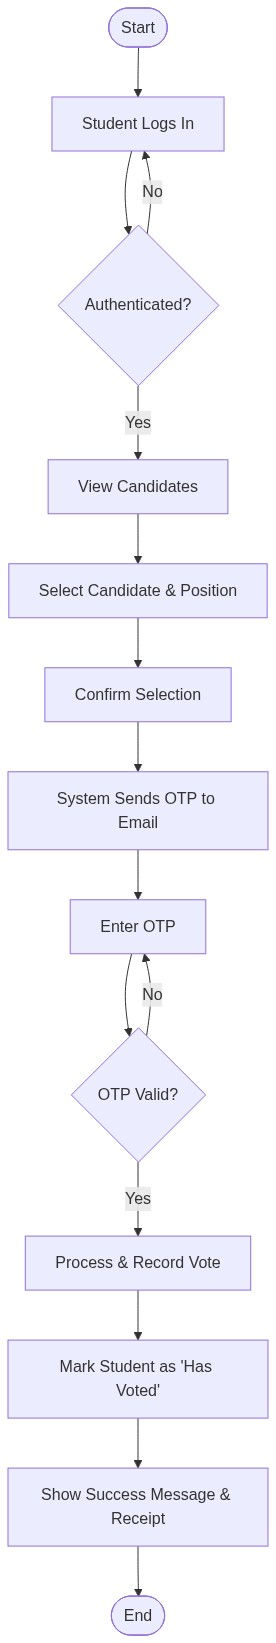 Start
Student Logs In
No
Authenticated?
Yes
View Candidates
Select Candidate & Position
Confirm Selection
System Sends OTP to
Email
Enter OTP
No
OTP Valid?
Yes
Process & Record Vote
Mark Student as 'Has
Voted'
Show Success Message &
Receipt
End